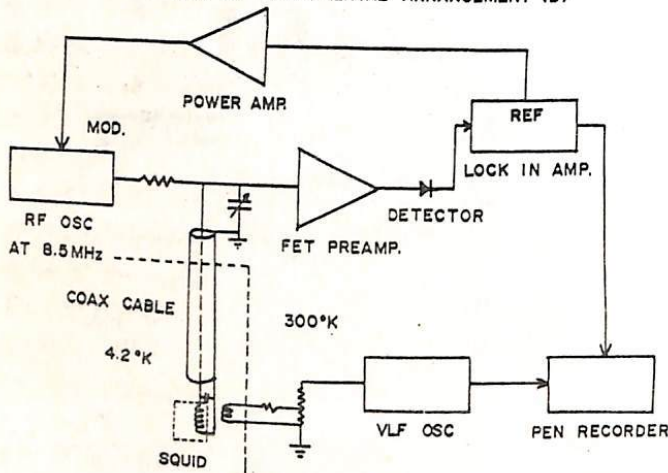 ARRANGEMENT (B)
POWER AMP.
MOD.
REF
LOCK IN AMP.
RF OSC
AT 8.5MHz
DETECTOR
FET PREAMP.
COAX CABLE
300°K
4.2°K
VLF OSC
PEN RECORDER
SQUID